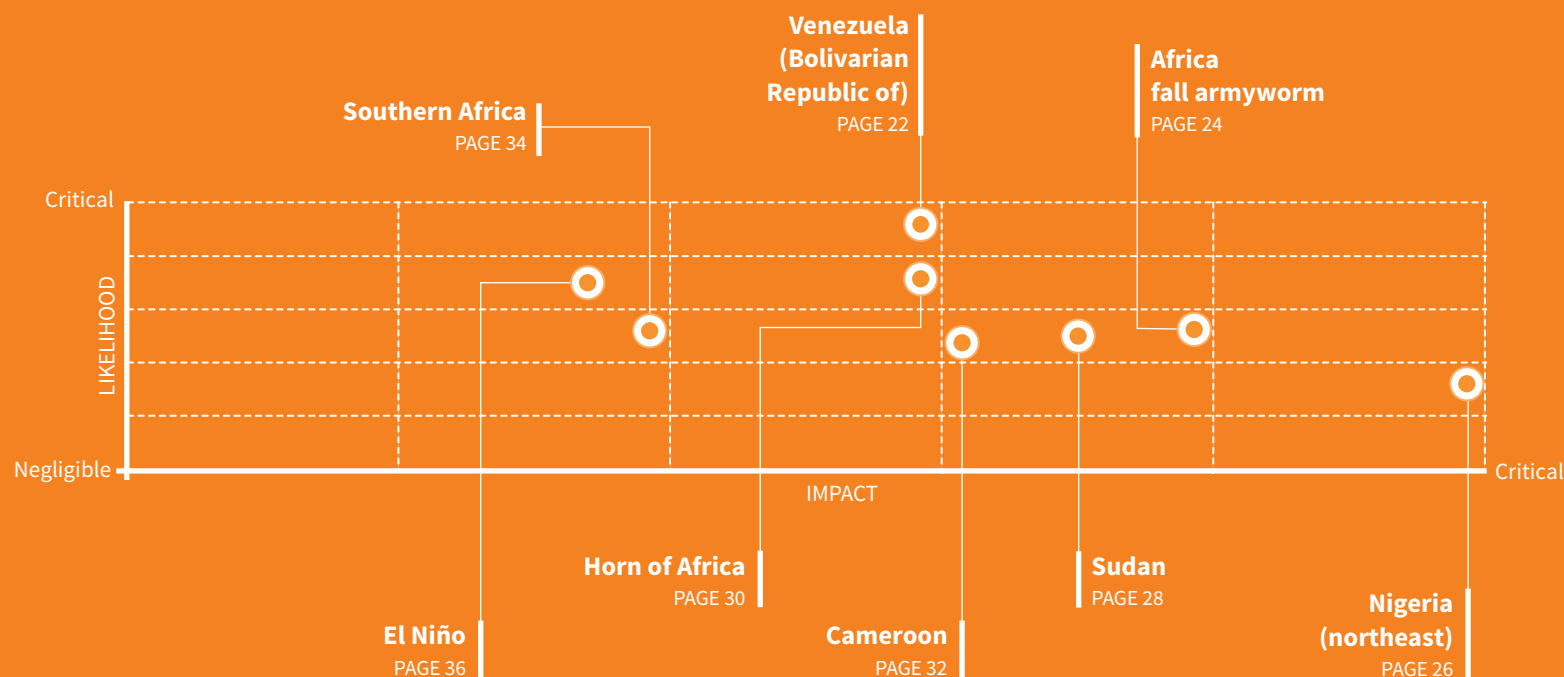 Venezuela
(Bolivarian
Republic of)
PAGE 22
Africa
fall armyworm
PAGE 24
Southern Africa
PAGE 34
Critical
LIKELIHOOD
Negligible
Critical
IMPACT
Horn of Africa
PAGE 30
Sudan
PAGE 28
Nigeria
(northeast)
PAGE 26
El Niño
PAGE 36
Cameroon
PAGE 32